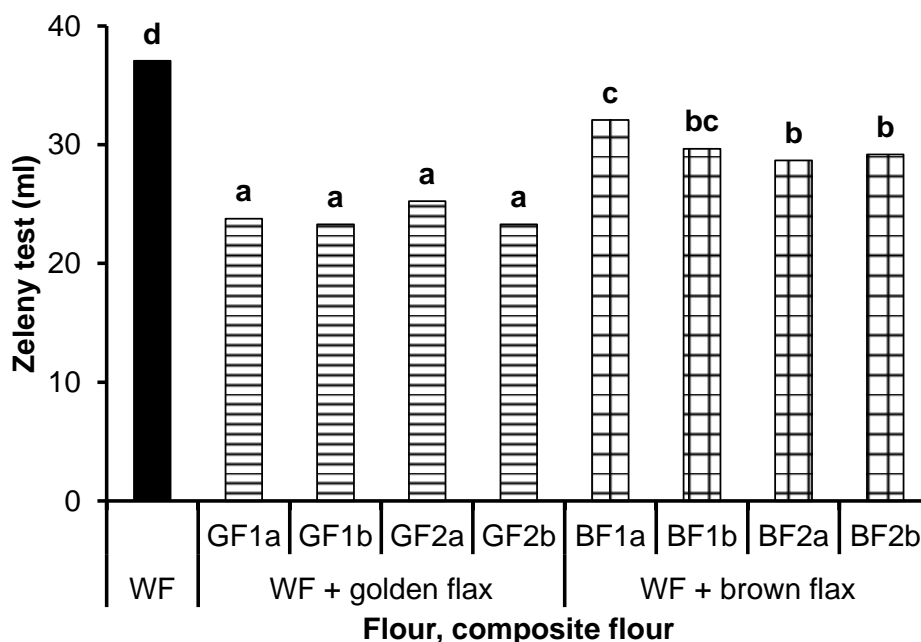 40
30
20
10
0
Zeleny test (ml)
d
a
a
a
a
c
bc
b
b
GF1a GF1b GF2a GF2b BF1a BF1b BF2a BF2b
WF WF + golden flax WF + brown flax
Flour, composite flour